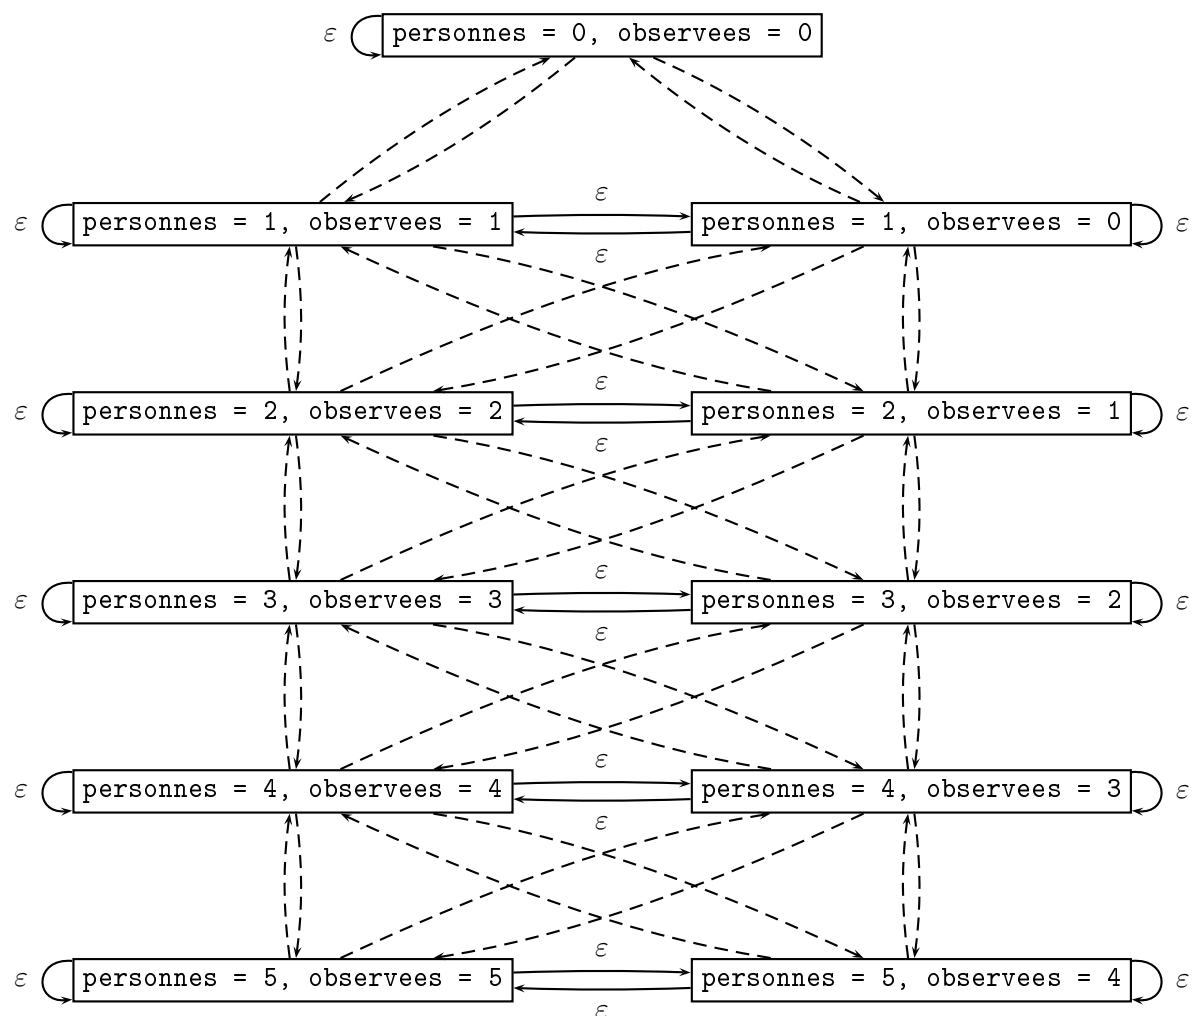 ε personnes = 0, observees = 0
ε
ε personnes = 1, observees = 1 personnes = 1, observees = 0 ε
ε
ε
ε personnes = 2, observees = 2 personnes = 2, observees = 1 ε
ε
ε
ε personnes = 3, observees = 3 personnes = 3, observees = 2 ε
ε
ε
ε personnes = 4, observees = 4 personnes = 4, observees = 3 ε
ε
ε
ε personnes = 5, observees = 5 personnes = 5, observees = 4 ε
ε